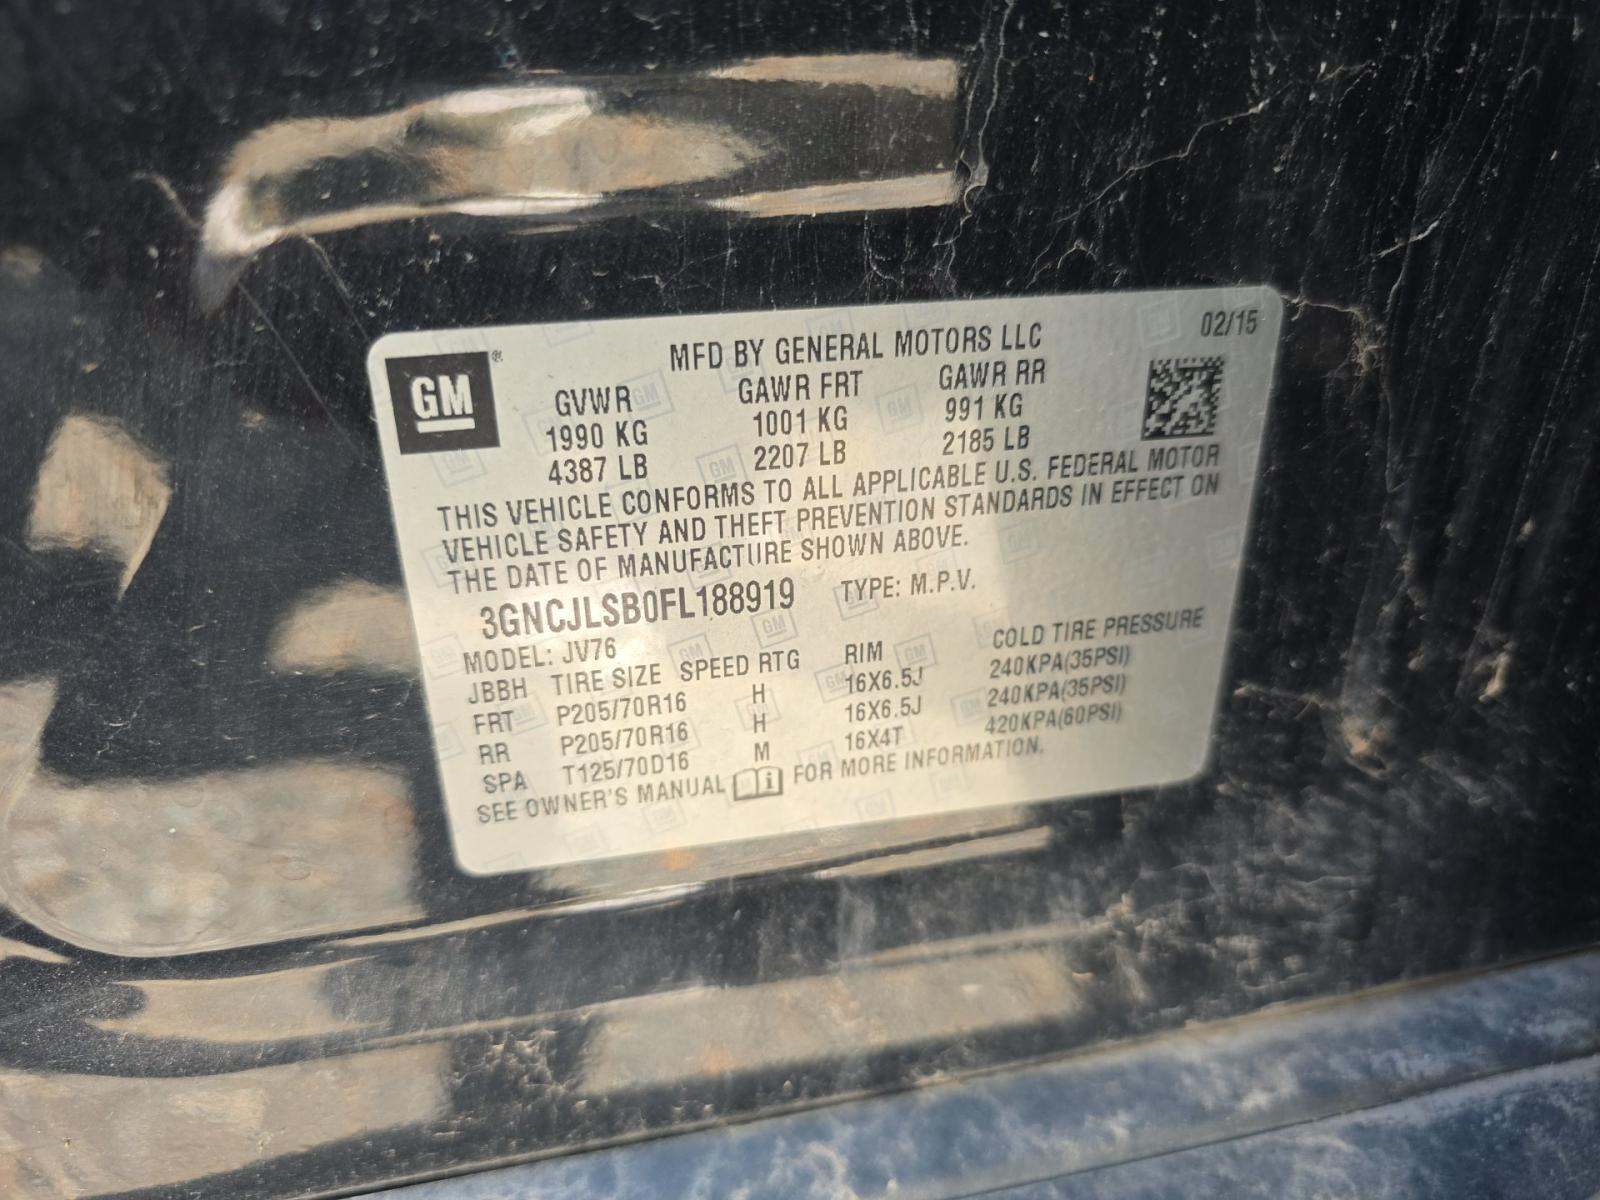 GM®
MFD BY GENERAL MOTORS LLC 02/15
GVWR GAWR FRT GAWR RR
1990 KG 1001 KG 991 KG
4387 LB 2207 LB 2185 LB
THIS VEHICLE CONFORMS TO ALL APPLICABLE U.S. FEDERAL MOTOR
VEHICLE SAFETY AND THEFT PREVENTION STANDARDS IN EFFECT ON
THE DATE OF MANUFACTURE SHOWN ABOVE.
3GNCJLSB0FL188919 TYPE: M.P.V.
MODEL: JV76
JBBH TIRE SIZE SPEED RTG RIM COLD TIRE PRESSURE
FRT P205/70R16 H 16X6.5J 240KPA(35PSI)
RR P205/70R16 H 16X6.5J 240KPA(35PSI)
SPA T125/70D16 M 16X4T 420KPA(60PSI)
SEE OWNER'S MANUAL i FOR MORE INFORMATION.